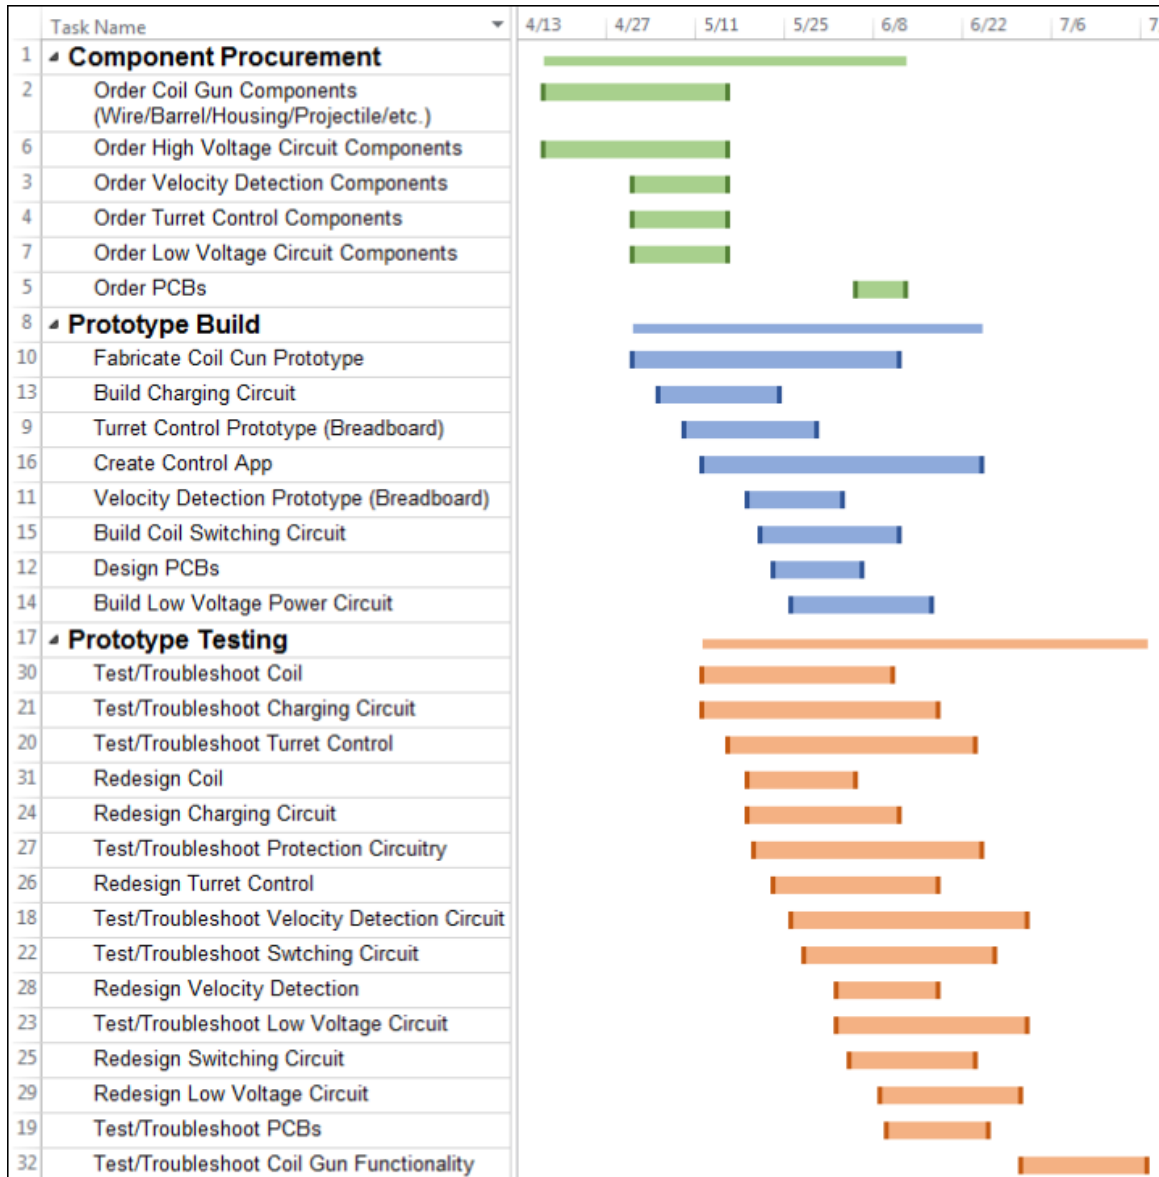 Task Name 4/13 4/27 5/11 5/25 6/8 6/22 7/6 7
1 Component Procurement
2 Order Coil Gun Components
(Wire/Barrel/Housing/Projectile/etc.)
6 Order High Voltage Circuit Components
3 Order Velocity Detection Components
4 Order Turret Control Components
7 Order Low Voltage Circuit Components
5 Order PCBs
8 Prototype Build
10 Fabricate Coil Cun Prototype
13 Build Charging Circuit
9 Turret Control Prototype (Breadboard)
16 Create Control App
11 Velocity Detection Prototype (Breadboard)
15 Build Coil Switching Circuit
12 Design PCBs
14 Build Low Voltage Power Circuit
17 Prototype Testing
30 Test/Troubleshoot Coil
21 Test/Troubleshoot Charging Circuit
20 Test/Troubleshoot Turret Control
31 Redesign Coil
24 Redesign Charging Circuit
27 Test/Troubleshoot Protection Circuitry
26 Redesign Turret Control
18 Test/Troubleshoot Velocity Detection Circuit
22 Test/Troubleshoot Swtching Circuit
28 Redesign Velocity Detection
23 Test/Troubleshoot Low Voltage Circuit
25 Redesign Switching Circuit
29 Redesign Low Voltage Circuit
19 Test/Troubleshoot PCBs
32 Test/Troubleshoot Coil Gun Functionality